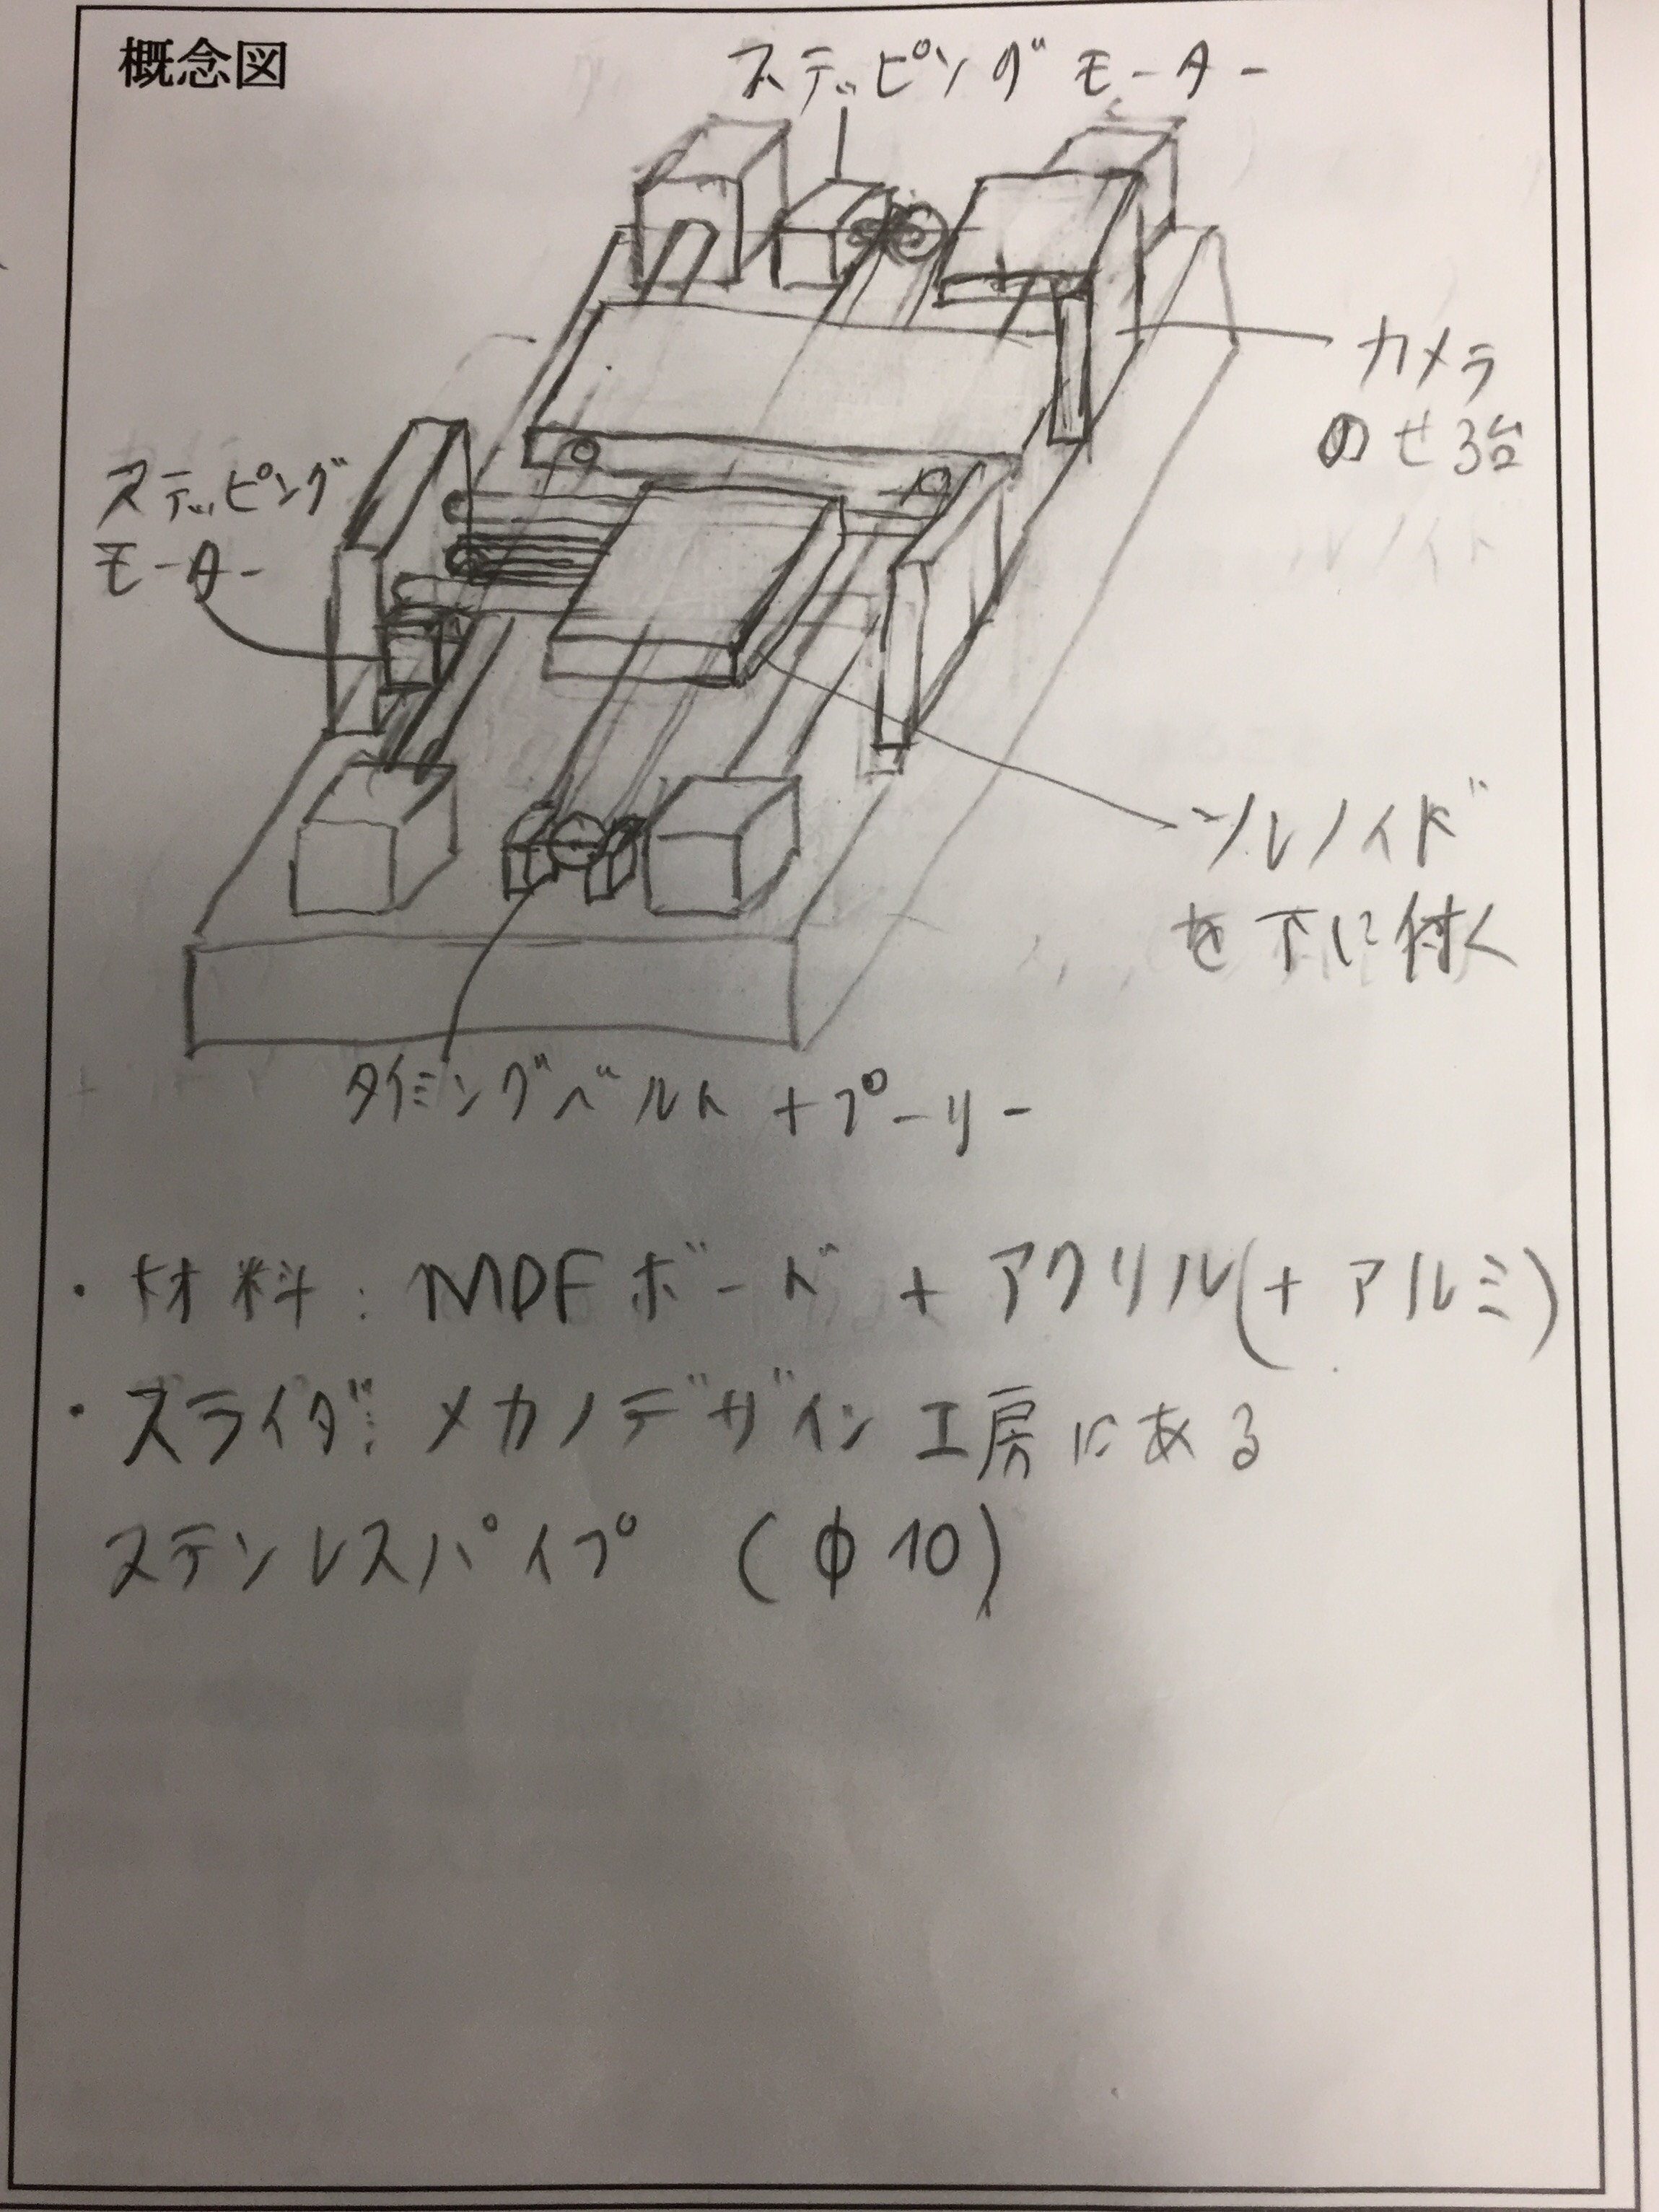 概念図
ステッピングモーター
カメラ
のせる台
ステッピング
モーター
ソレノイド
を下に付く
タイミングベルト+プーリー
・材料:MDFボード+アクリル(+アルミ)
・スライダ:メカノデザイン工房にある
ステンレスパイプ(φ10)